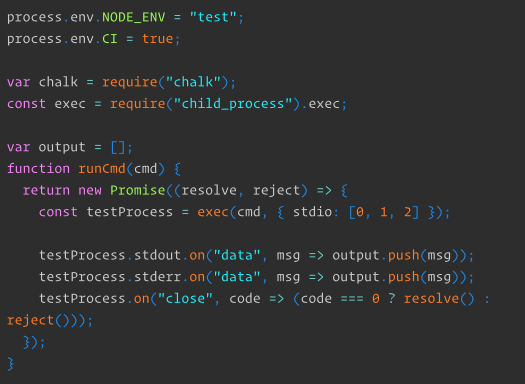 process.env.NODE_ENV = "test";
process.env.CI = true;

var chalk = require("chalk");
const exec = require("child_process").exec;

var output = [];
function runCmd(cmd) {
  return new Promise((resolve, reject) => {
    const testProcess = exec(cmd, { stdio: [0, 1, 2] });

    testProcess.stdout.on("data", msg => output.push(msg));
    testProcess.stderr.on("data", msg => output.push(msg));
    testProcess.on("close", code => (code === 0 ? resolve() :
reject()));
  });
}